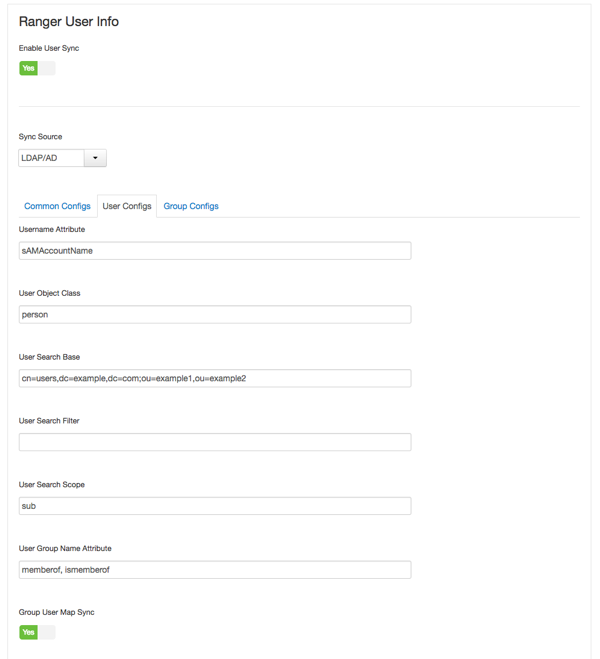 Ranger User Info
Enable User Sync
Yes
Sync Source
LDAP/AD
Common Configs User Configs Group Configs
Username Attribute
sAMAccountName
User Object Class
person
User Search Base
cn=users,dc=example,dc=com;ou=example1,ou=example2
User Search Filter
User Search Scope
sub
User Group Name Attribute
memberof, ismemberof
Group User Map Sync
Yes